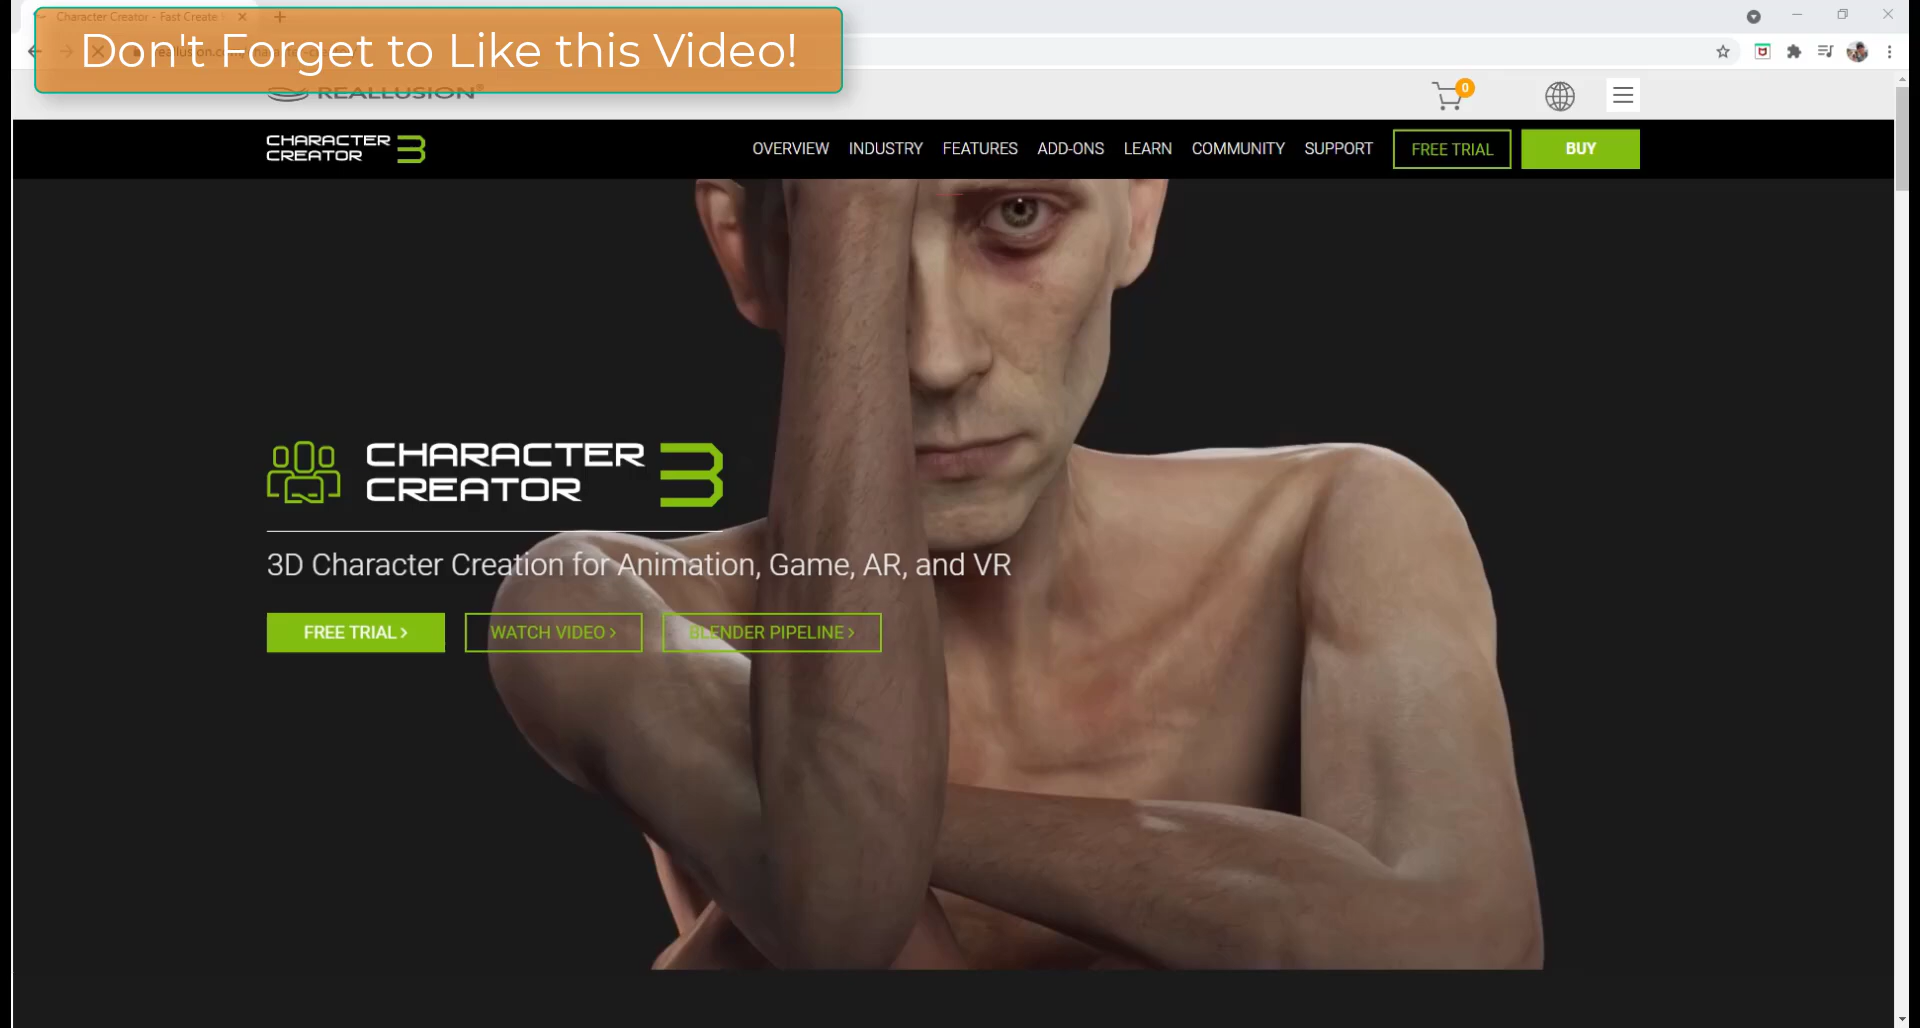 Character Creator - Fast Create
Don't Forget to Like this Video!
REALLUSION
0
CHARACTER
CREATOR 3
OVERVIEW INDUSTRY FEATURES ADD-ONS LEARN COMMUNITY SUPPORT FREE TRIAL BUY
CHARACTER
CREATOR 3
3D Character Creation for Animation, Game, AR, and VR
FREE TRIAL > WATCH VIDEO > BLENDER PIPELINE >